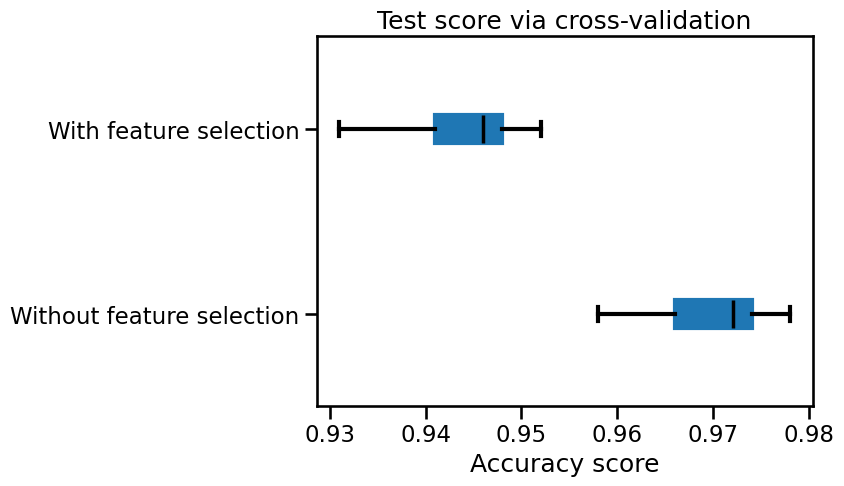 Test score via cross-validation
With feature selection
Without feature selection
0.93 0.94 0.95 0.96 0.97 0.98
Accuracy score